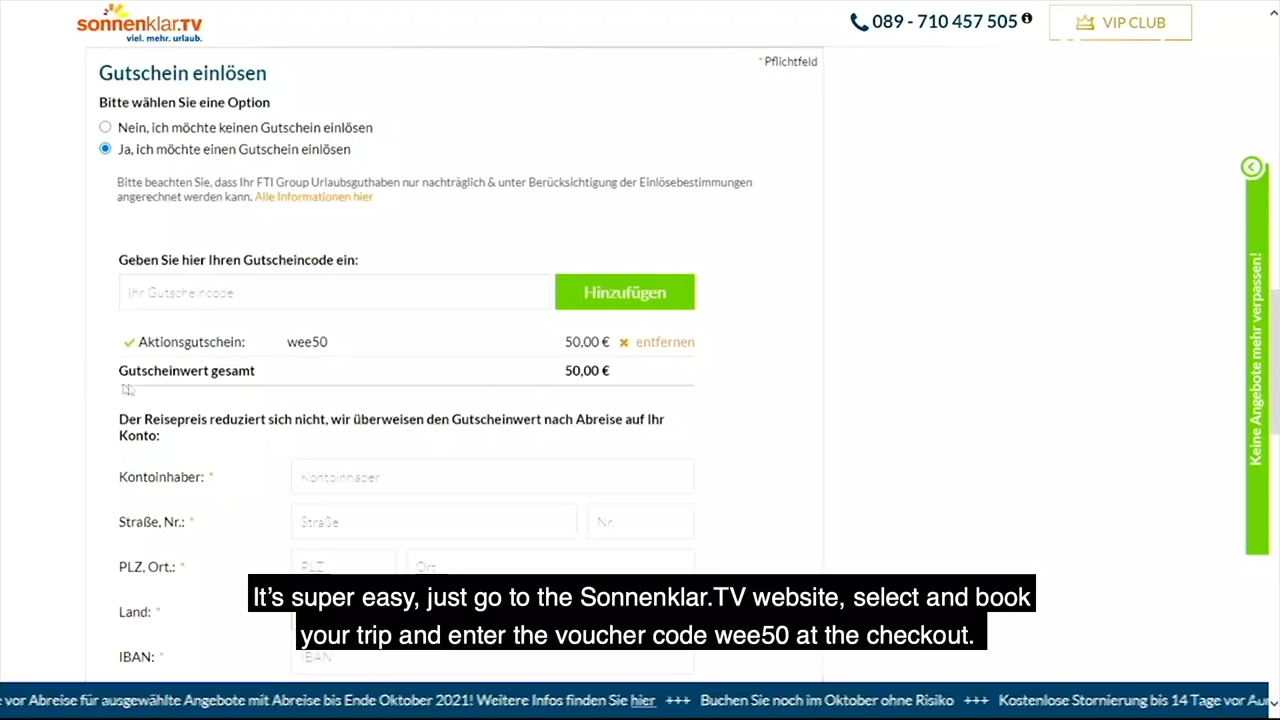 sonnenklar.TV
viel. mehr. urlaub.
089 - 710 457 505
VIP CLUB
* Pflichtfeld
Gutschein einlösen
Bitte wählen Sie eine Option
Nein, ich möchte keinen Gutschein einlösen
Ja, ich möchte einen Gutschein einlösen
Bitte beachten Sie, dass Ihr FTI Group Urlaubsguthaben nur nachträglich & unter Berücksichtigung der Einlösebestimmungen
angerechnet werden kann. Alle Informationen hier
Geben Sie hier Ihren Gutscheincode ein:
Ihr Gutscheincode
Hinzufügen
Aktionsgutschein: wee50 50,00 € × entfernen
Gutscheinwert gesamt 50,00 €
Der Reisepreis reduziert sich nicht, wir überweisen den Gutscheinwert nach Abreise auf Ihr
Konto:
Kontoinhaber: * Kontoinhaber
Straße, Nr.: * Straße Nr.
PLZ, Ort.: * PLZ Ort
Land: *
IBAN: * IBAN
Keine Angebote mehr verpassen!
It's super easy, just go to the Sonnenklar.TV website, select and book
your trip and enter the voucher code wee50 at the checkout.
vor Abreise für ausgewählte Angebote mit Abreise bis Ende Oktober 2021! Weitere Infos finden Sie hier +++ Buchen Sie noch im Oktober ohne Risiko +++ Kostenlose Stornierung bis 14 Tage vor